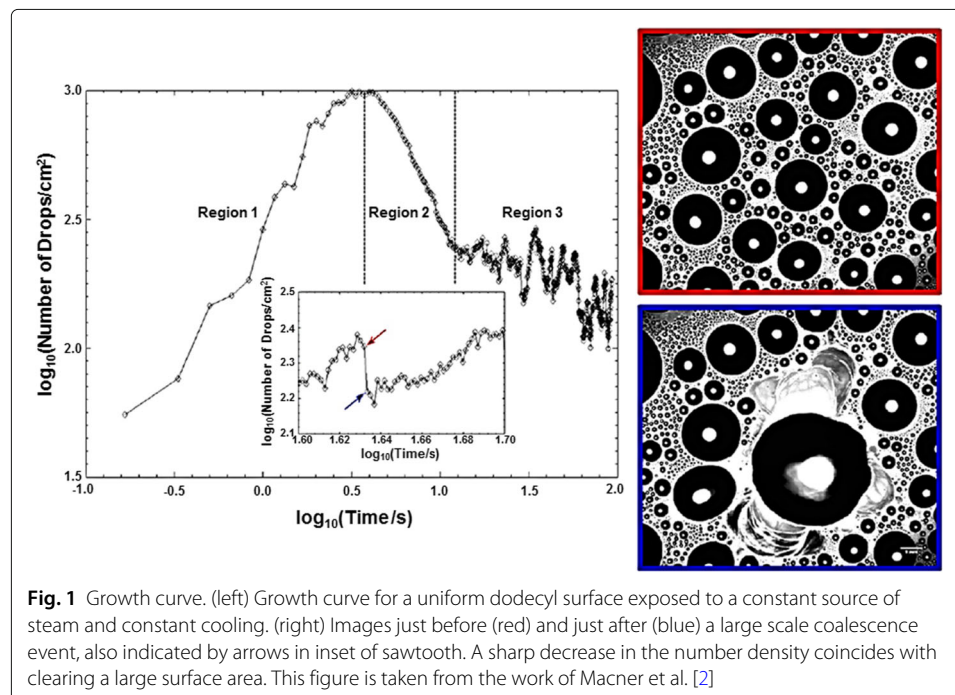 log10(Number of Drops/cm2)
3.0
2.5
2.0
1.5
-1.0
-0.5
0.0
0.5
1.0
1.5
2.0
log10(Time/s)
Region 1
Region 2
Region 3
log10(Number of Drops/cm2)
2.5
2.4
2.3
2.2
2.1
1.60
1.62
1.64
1.66
1.68
1.70
log10(Time/s)
Fig. 1 Growth curve. (left) Growth curve for a uniform dodecyl surface exposed to a constant source of
steam and constant cooling. (right) Images just before (red) and just after (blue) a large scale coalescence
event, also indicated by arrows in inset of sawtooth. A sharp decrease in the number density coincides with
clearing a large surface area. This figure is taken from the work of Macner et al. [2]